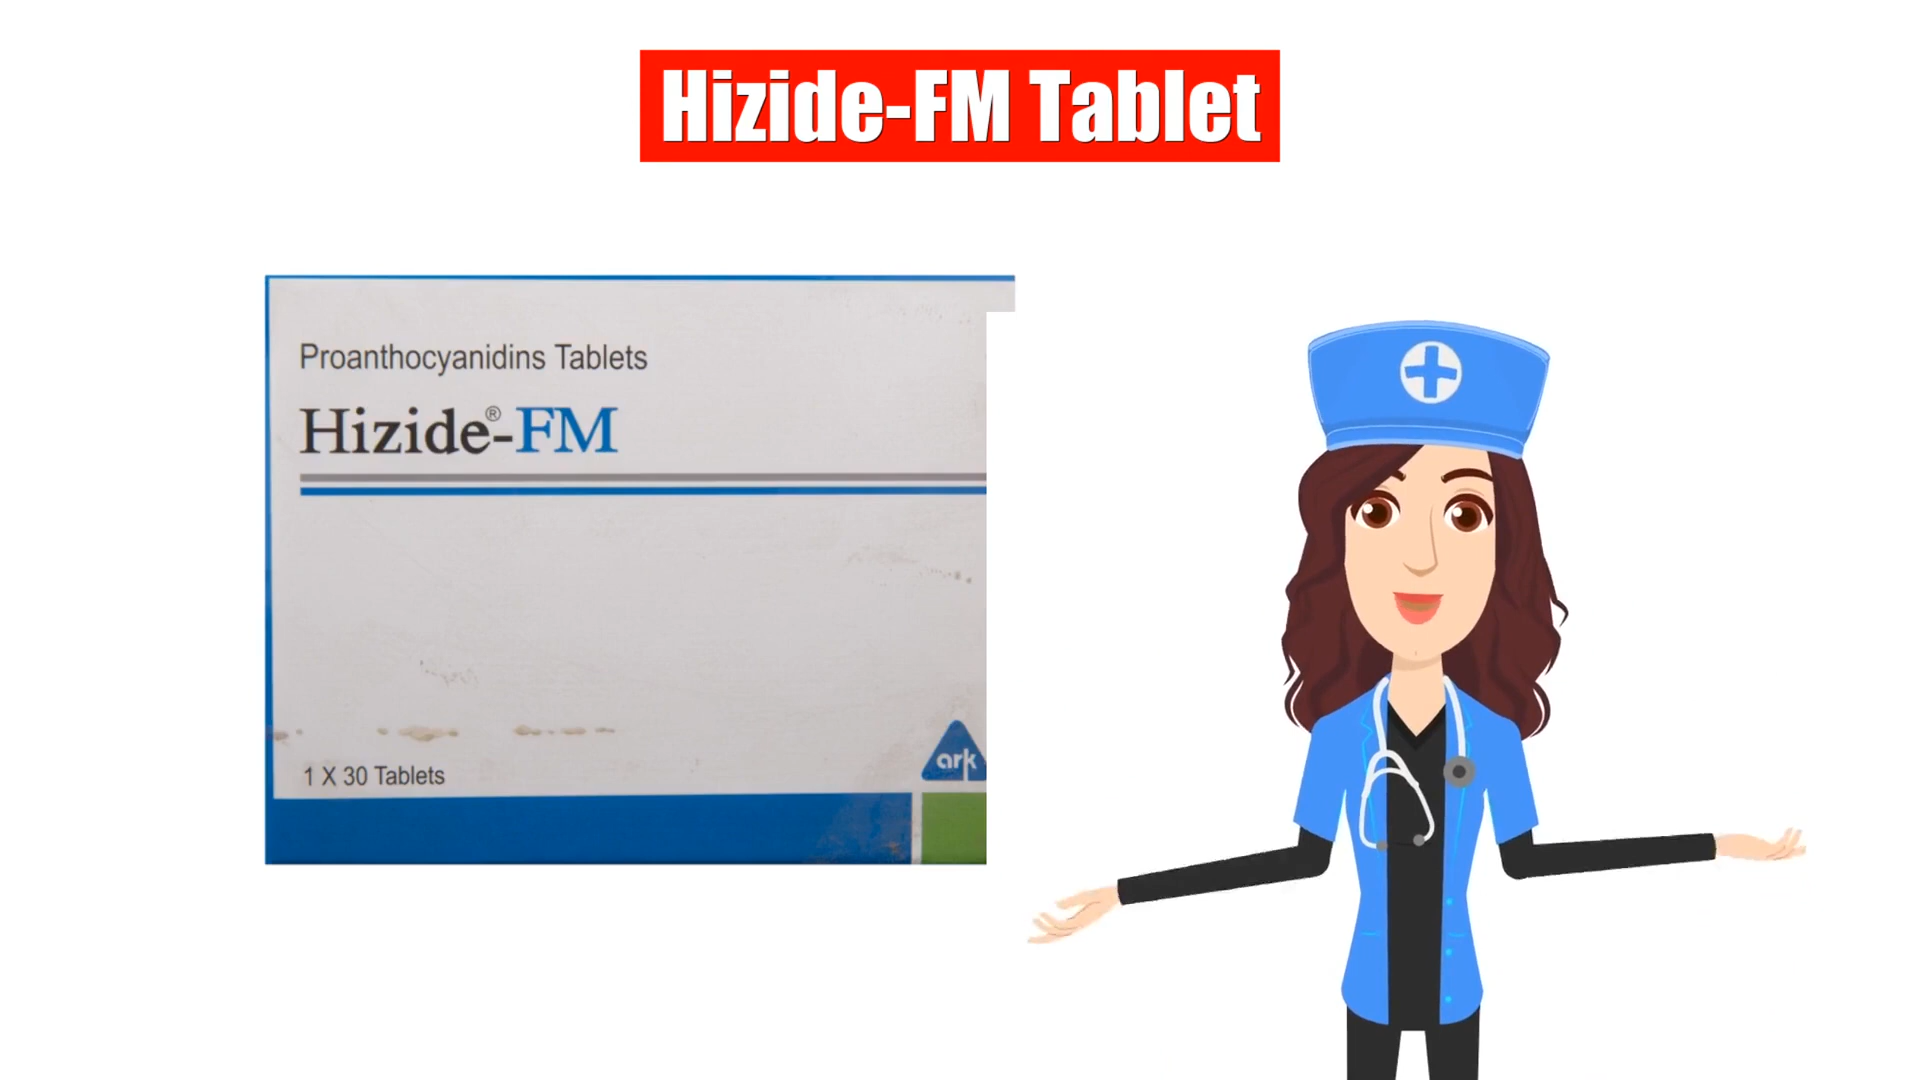 Hizide-FM Tablet
Proanthocyanidins Tablets
Hizide®-FM
1 X 30 Tablets
ark